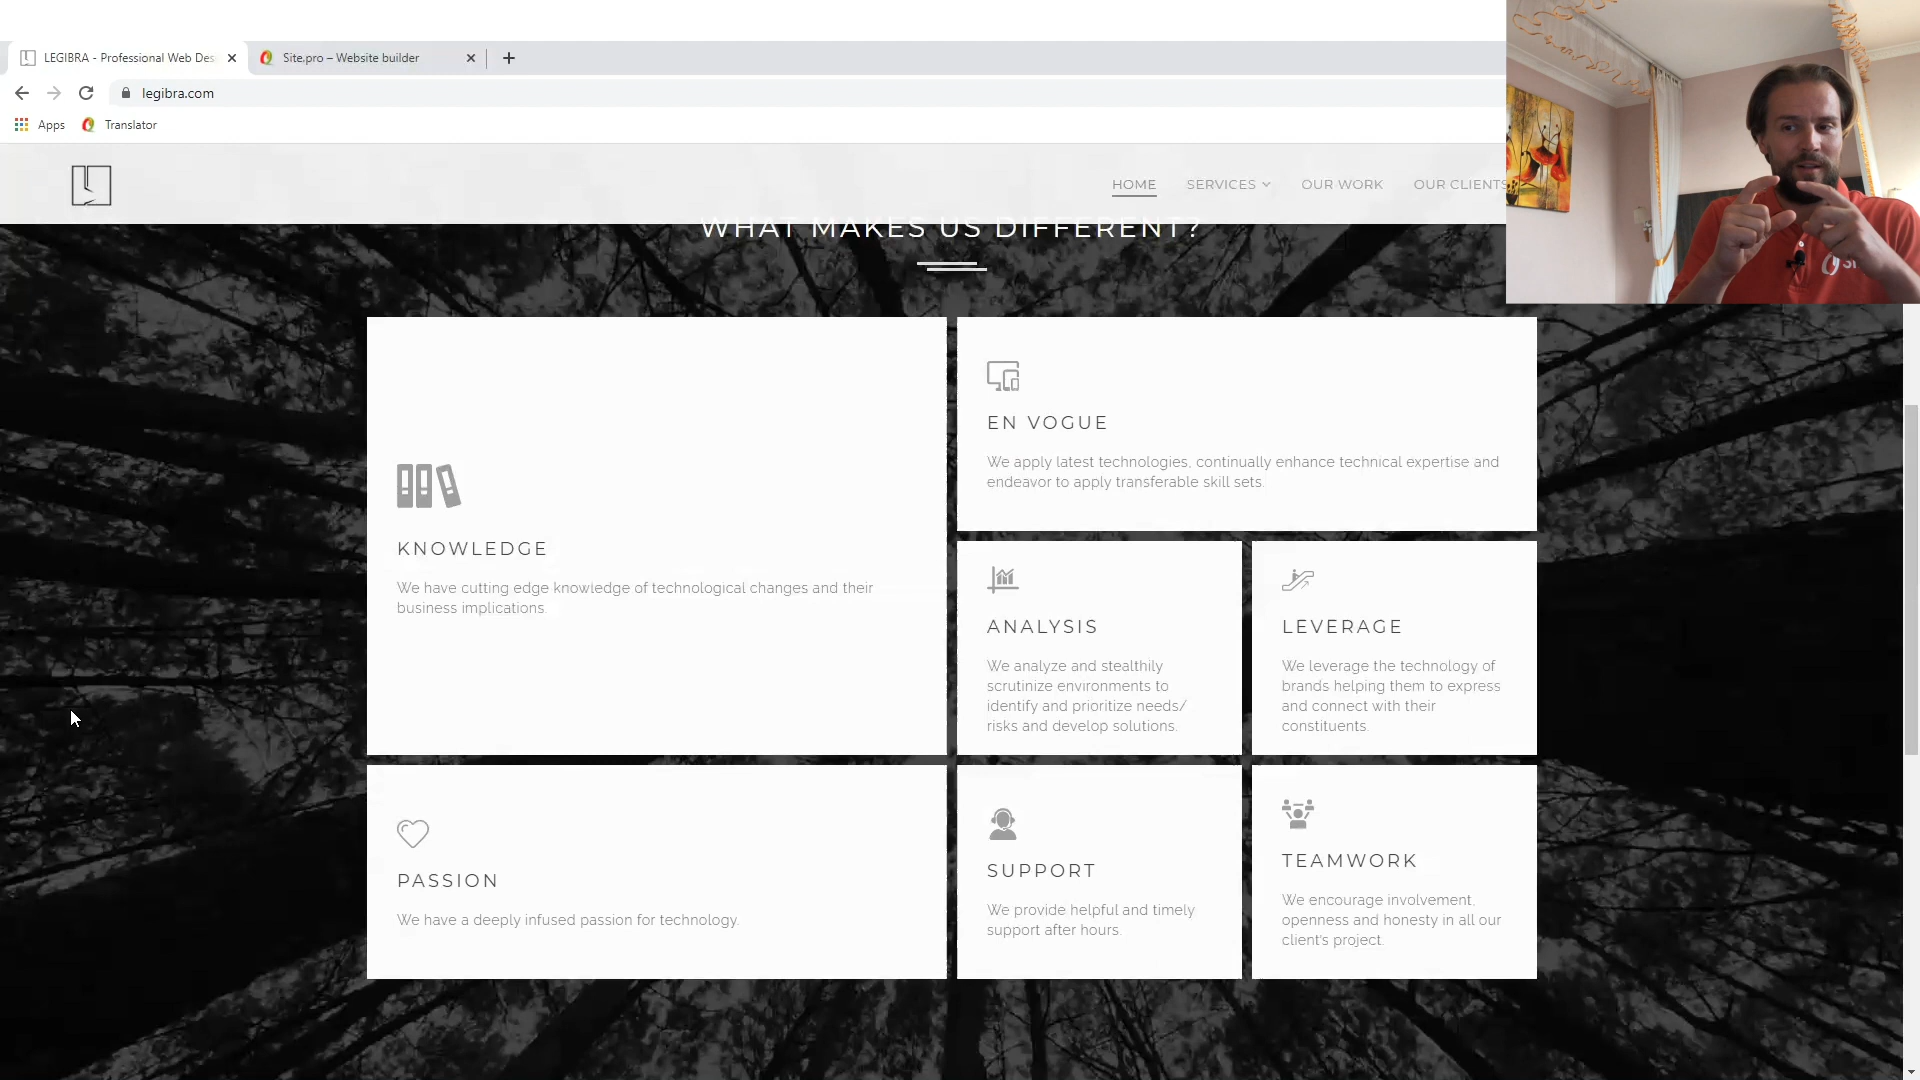 LEGIBRA - Professional Web Des
Site.pro – Website builder
legibra.com
Apps
Translator
HOME
SERVICES
OUR WORK
OUR CLIENTS
WHAT MAKES US DIFFERENT?
KNOWLEDGE
We have cutting edge knowledge of technological changes and their
business implications.
EN VOGUE
We apply latest technologies, continually enhance technical expertise and
endeavor to apply transferable skill sets.
ANALYSIS
We analyze and stealthily
scrutinize environments to
identify and prioritize needs/
risks and develop solutions.
LEVERAGE
We leverage the technology of
brands helping them to express
and connect with their
constituents.
PASSION
We have a deeply infused passion for technology.
SUPPORT
We provide helpful and timely
support after hours.
TEAMWORK
We encourage involvement,
openness and honesty in all our
client's project.